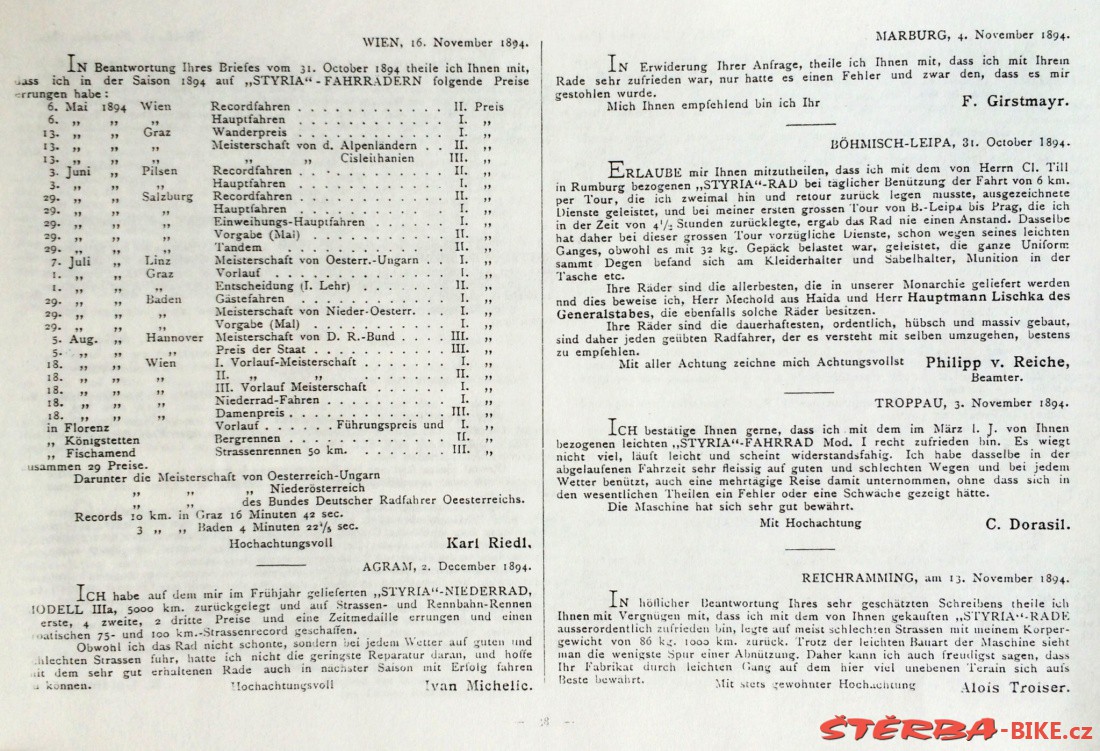 WIEN, 16. November 1894.
IN Beantwortung Ihres Briefes vom 31. October 1894 theile ich Ihnen mit,
dass ich in der Saison 1894 auf „STYRIA“-FAHRRÄDERN folgende Preise
errungen habe:
6. Mai 1894 Wien Recordfahren . . . . . . . . . . . . II. Preis
6. „ „ „ Hauptfahren . . . . . . . . . . . . I. „
13. „ „ Graz Wanderpreis . . . . . . . . . . . . I. „
13. „ „ „ Meisterschaft von d. Alpenländern . . II. „
13. „ „ „ „ „ Cisleithanien III. „
3. Juni „ Pilsen Recordfahren . . . . . . . . . . . . II. „
3. „ „ „ Hauptfahren . . . . . . . . . . . . I. „
29. „ „ Salzburg Recordfahren . . . . . . . . . . . . II. „
29. „ „ „ Hauptfahren . . . . . . . . . . . . I. „
29. „ „ „ Einweihungs-Hauptfahren . . . . . . I. „
29. „ „ „ Vorgabe (Mai) . . . . . . . . . . . II. „
29. „ „ „ Tandem . . . . . . . . . . . . II. „
7. Juli „ Linz Meisterschaft von Oesterr.-Ungarn . . I. „
1. „ „ Graz Vorlauf . . . . . . . . . . . . I. „
1. „ „ „ Entscheidung (I. Lehr) . . . . . . . II. „
29. „ „ Baden Gästefahren . . . . . . . . . . . . I. „
29. „ „ „ Meisterschaft von Nieder-Oesterr. . . . I. „
29. „ „ „ Vorgabe (Mal) . . . . . . . . . . . I. „
5. Aug. „ Hannover Meisterschaft von D. R.-Bund . . . . III. „
5. „ „ „ Preis der Staat . . . . . . . . . . III. „
18. „ „ Wien I. Vorlauf-Meisterschaft . . . . . . . I. „
18. „ „ „ II. „ „ . . . . . . . II. „
18. „ „ „ III. Vorlauf Meisterschaft . . . . . . I. „
18. „ „ „ Niederrad-Fahren . . . . . . . . . . I. „
18. „ „ „ Damenpreis . . . . . . . . . . . . III. „
in Florenz Vorlauf . . . . . . Führungspreis und I. „
„ Königstetten Bergrennen . . . . . . . . . . . . II. „
„ Fischamend Strassenrennen 50 km. . . . . . . . . III. „
zusammen 29 Preise.
Darunter die Meisterschaft von Oesterreich-Ungarn
„ „ „ Niederösterreich
„ „ des Bundes Deutscher Radfahrer Oeesterreichs.
Records 10 km. in Graz 16 Minuten 42 sec.
3 „ „ Baden 4 Minuten 22⅕ sec.
Hochachtungsvoll Karl Riedl.
AGRAM, 2. December 1894.
ICH habe auf dem mir im Frühjahr gelieferten „STYRIA“-NIEDERRAD,
MODELL IIIa, 5000 km. zurückgelegt und auf Strassen- und Rennbahn-Rennen
erste, 4 zweite, 2 dritte Preise und eine Zeitmedaille errungen und einen
oatischen 75- und 100 km.-Strassenrecord geschaffen.
Obwohl ich das Rad nicht schonte, sondern bei jedem Wetter auf guten und
schlechten Strassen fuhr, hatte ich nicht die geringste Reparatur daran, und hoffe
mit dem sehr gut erhaltenen Rade auch in nächster Saison mit Erfolg fahren
zu können. Hochachtungsvoll Ivan Michelic.
MARBURG, 4. November 1894.
IN Erwiderung Ihrer Anfrage, theile ich Ihnen mit, dass ich mit Ihrem
Rade sehr zufrieden war, nur hatte es einen Fehler und zwar den, dass es mir
gestohlen wurde.
Mich Ihnen empfehlend bin ich Ihr F. Girstmayr.
BÖHMISCH-LEIPA, 31. October 1894.
ERLAUBE mir Ihnen mitzutheilen, dass ich mit dem von Herrn Cl. Till
in Rumburg bezogenen „STYRIA“-RAD bei täglicher Benützung der Fahrt von 6 km.
per Tour, die ich zweimal hin und retour zurück legen musste, ausgezeichnete
Dienste geleistet, und bei meiner ersten grossen Tour von B.-Leipa bis Prag, die ich
in der Zeit von 4½ Stunden zurücklegte, ergab das Rad nie einen Anstand. Dasselbe
hat daher bei dieser grossen Tour vorzügliche Dienste, schon wegen seines leichten
Ganges, obwohl es mit 32 kg. Gepäck belastet war, geleistet, die ganze Uniform
sammt Degen befand sich am Kleiderhalter und Säbelhalter, Munition in der
Tasche etc.
Ihre Räder sind die allerbesten, die in unserer Monarchie geliefert werden
nnd dies beweise ich, Herr Mechold aus Haida und Herr Hauptmann Lischka des
Generalstabes, die ebenfalls solche Räder besitzen.
Ihre Räder sind die dauerhaftesten, ordentlich, hübsch und massiv gebaut,
sind daher jeden geübten Radfahrer, der es versteht mit selben umzugehen, bestens
zu empfehlen.
Mit aller Achtung zeichne mich Achtungsvollst Philipp v. Reiche,
Beamter.
TROPPAU, 3. November 1894.
ICH bestätige Ihnen gerne, dass ich mit dem im März l. J. von Ihnen
bezogenen leichten „STYRIA“-FAHRRAD Mod. I recht zufrieden bin. Es wiegt
nicht viel, läuft leicht und scheint widerstandsfähig. Ich habe dasselbe in der
abgelaufenen Fahrzeit sehr fleissig auf guten und schlechten Wegen und bei jedem
Wetter benützt, auch eine mehrtägige Reise damit unternommen, ohne dass sich in
den wesentlichen Theilen ein Fehler oder eine Schwäche gezeigt hätte.
Die Maschine hat sich sehr gut bewährt.
Mit Hochachtung C. Dorasil.
REICHRAMMING, am 13. November 1894.
IN höflicher Beantwortung Ihres sehr geschätzten Schreibens theile ich
Ihnen mit Vergnügen mit, dass ich mit dem von Ihnen gekauften „STYRIA“-RADE
ausserordentlich zufrieden bin, legte auf meist schlechten Strassen mit meinem Körper-
gewicht von 86 kg. 1000 km. zurück. Trotz der leichten Bauart der Maschine sieht
man die wenigste Spur einer Abnützung. Daher kann ich auch freudigst sagen, dass
Ihr Fabrikat durch leichten Gang auf dem hier viel unebenen Terain sich aufs
Beste bewährt. Mit stets gewohnter Hochachtung Alois Troiser.
ŠTĚRBA-BIKE.cz